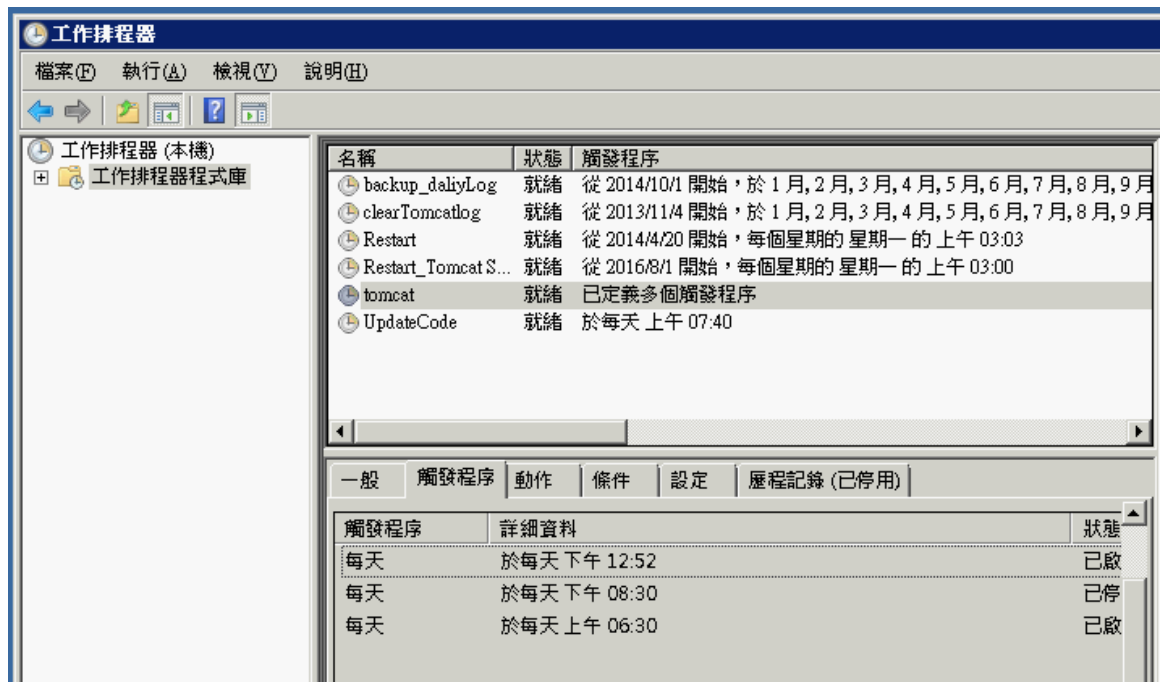 工作排程器
檔案(F) 執行(A) 檢視(V) 說明(H)
工作排程器 (本機)
工作排程器程式庫
名稱 狀態 觸發程序
backup_daliyLog 就緒 從 2014/10/1 開始，於 1 月, 2 月, 3 月, 4 月, 5 月, 6 月, 7 月, 8 月, 9 月
clearTomcatlog 就緒 從 2013/11/4 開始，於 1 月, 2 月, 3 月, 4 月, 5 月, 6 月, 7 月, 8 月, 9 月
Restart 就緒 從 2014/4/20 開始，每個星期的 星期一 的 上午 03:03
Restart_Tomcat S... 就緒 從 2016/8/1 開始，每個星期的 星期一 的 上午 03:00
tomcat 就緒 已定義多個觸發程序
UpdateCode 就緒 於每天 上午 07:40
一般 觸發程序 動作 條件 設定 歷程記錄 (已停用)
觸發程序 詳細資料 狀態
每天 於每天 下午 12:52 已啟
每天 於每天 下午 08:30 已停
每天 於每天 上午 06:30 已啟